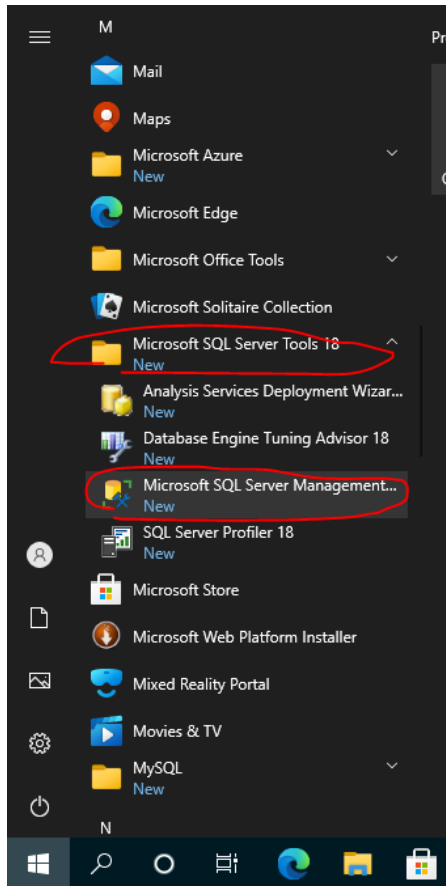 M
Pr
Mail
Maps
Microsoft Azure
New
Microsoft Edge
Microsoft Office Tools
Microsoft Solitaire Collection
Microsoft SQL Server Tools 18
New
Analysis Services Deployment Wizar...
New
Database Engine Tuning Advisor 18
New
Microsoft SQL Server Management...
New
SQL Server Profiler 18
New
Microsoft Store
Microsoft Web Platform Installer
Mixed Reality Portal
Movies & TV
MySQL
New
N